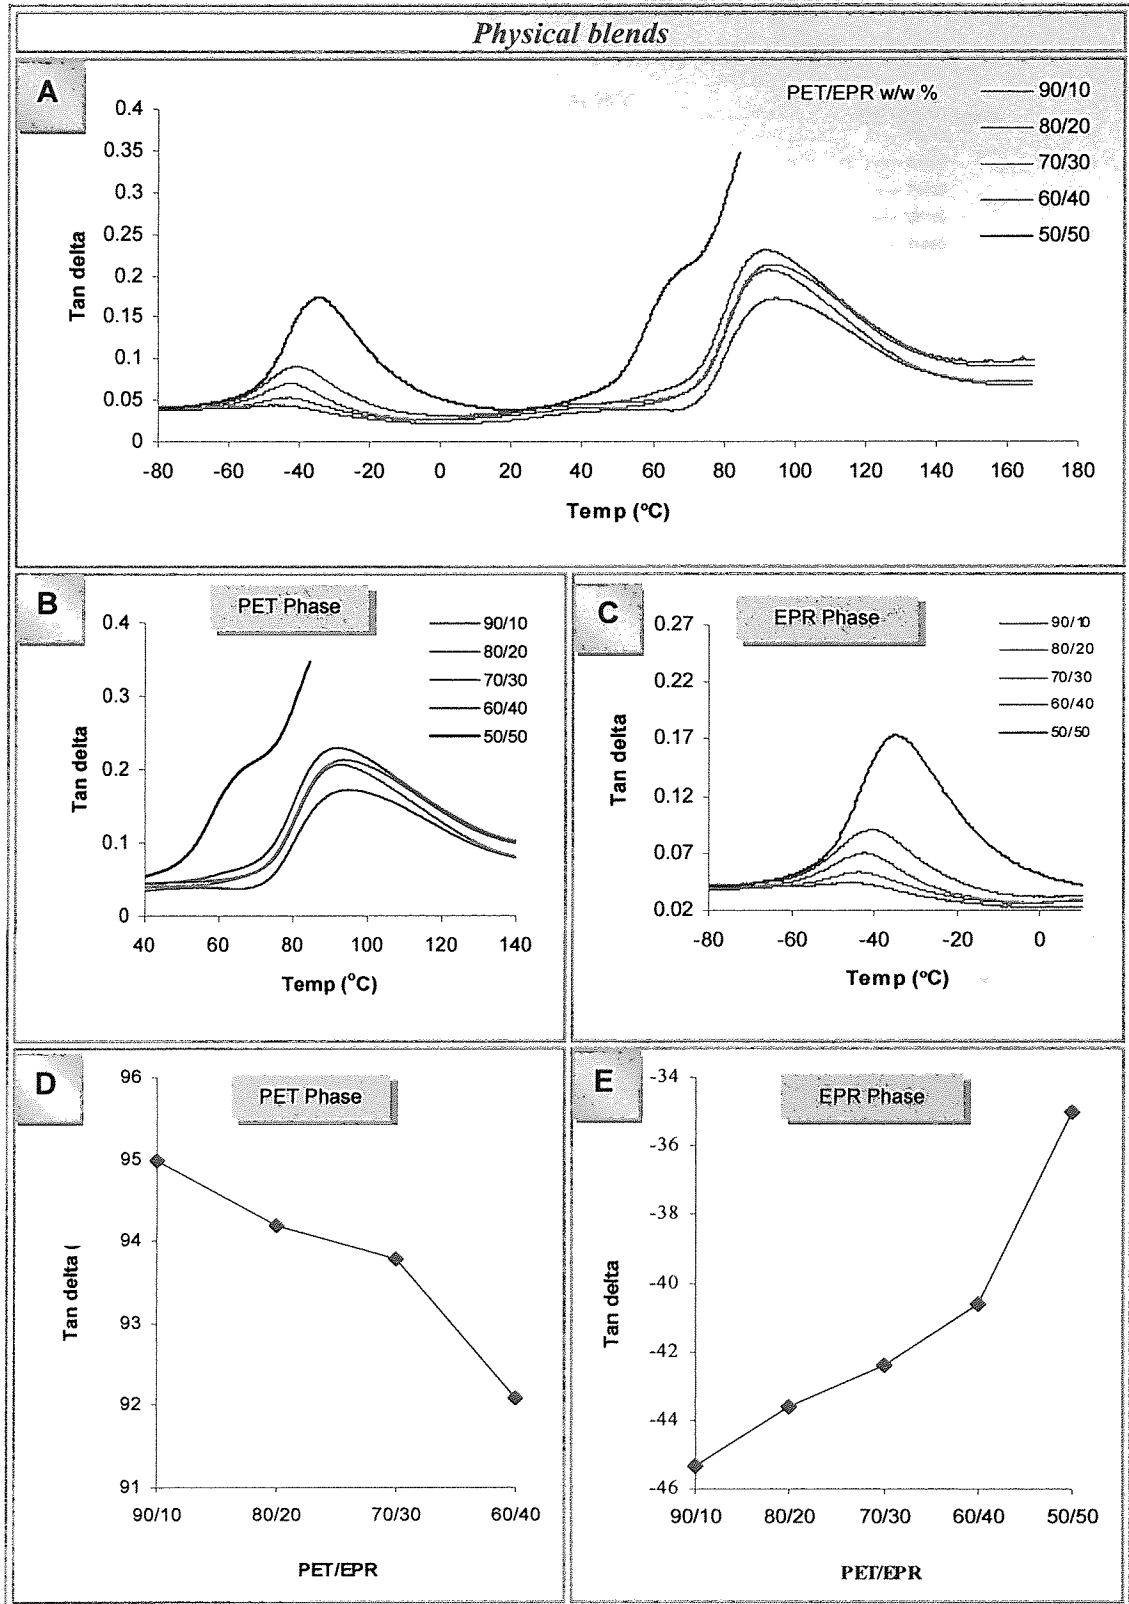 Physical blends
A
PET/EPR w/w %
90/10
80/20
70/30
60/40
50/50
0.4
0.35
0.3
0.25
0.2
0.15
0.1
0.05
0
Tan delta
-80 -60 -40 -20 0 20 40 60 80 100 120 140 160 180
Temp (ºC)
B
PET Phase
90/10
80/20
70/30
60/40
50/50
0.4
0.3
0.2
0.1
0
Tan delta
40 60 80 100 120 140
Temp (°C)
C
EPR Phase
90/10
80/20
70/30
60/40
50/50
0.27
0.22
0.17
0.12
0.07
0.02
Tan delta
-80 -60 -40 -20 0
Temp (ºC)
D
PET Phase
96
95
94
93
92
91
Tan delta (
90/10 80/20 70/30 60/40
PET/EPR
E
EPR Phase
-34
-36
-38
-40
-42
-44
-46
Tan delta
90/10 80/20 70/30 60/40 50/50
PET/EPR